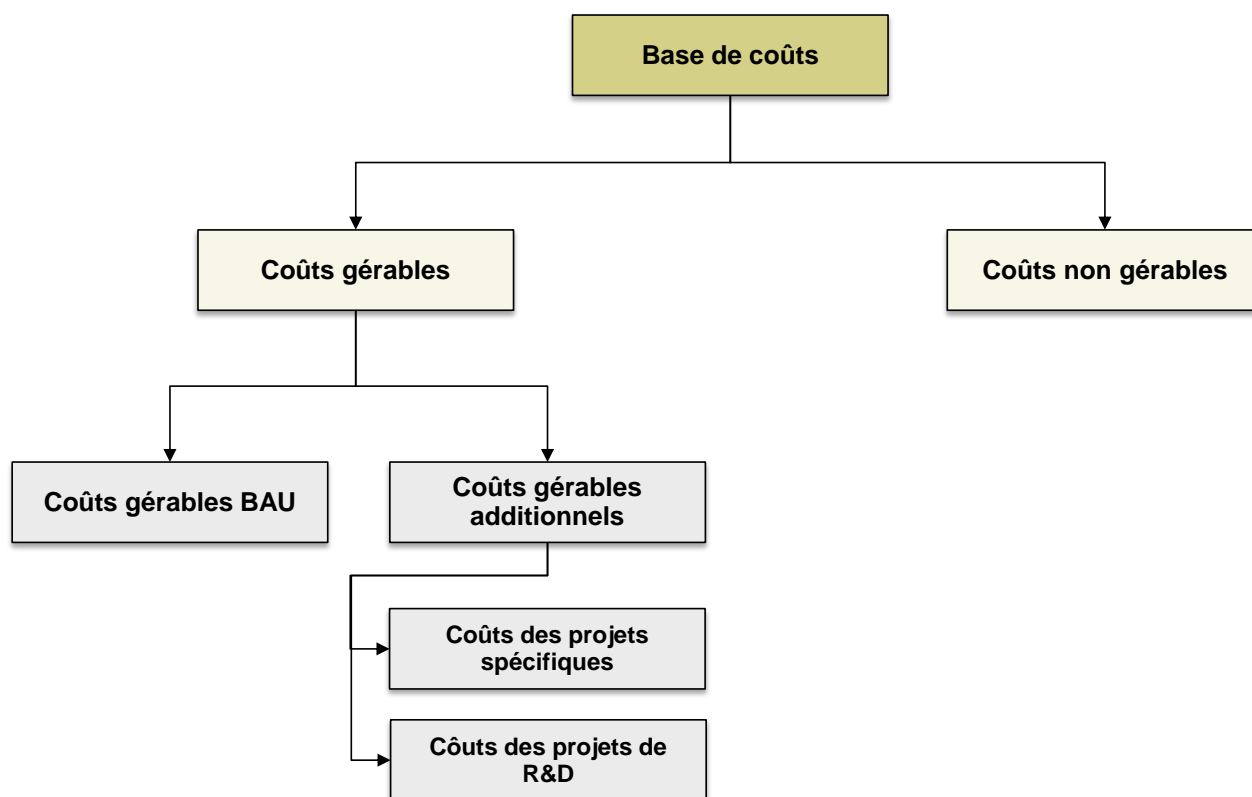 Base de coûts
Coûts gérables
Coûts non gérables
Coûts gérables BAU
Coûts gérables
additionnels
Coûts des projets
spécifiques
Côuts des projets de
R&D